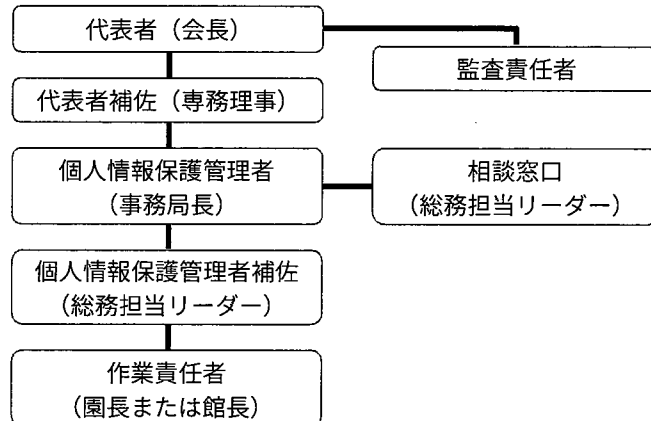 代表者（会長）
監査責任者
代表者補佐（専務理事）
個人情報保護管理者
（事務局長）
相談窓口
（総務担当リーダー）
個人情報保護管理者補佐
（総務担当リーダー）
作業責任者
（園長または館長）